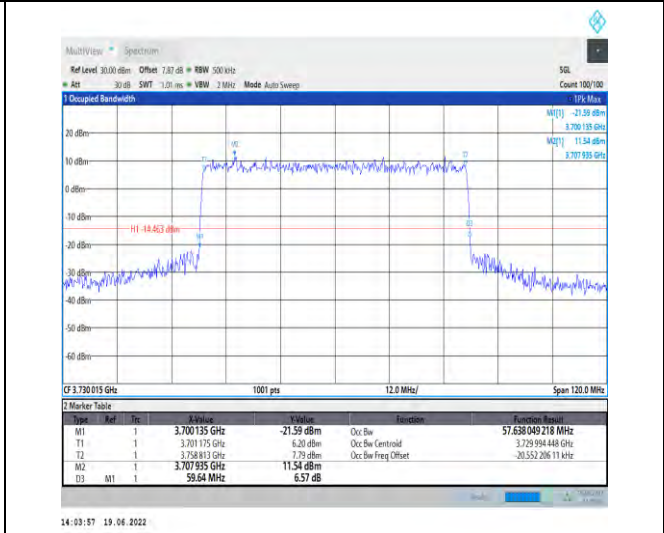 MultiView Spectrum
Ref Level 30.00 dBm Offset 7.87 dB RBW 500 kHz SGL
Att 30 dB SWT 1.01 ms VBW 2 MHz Mode Auto Sweep Count 100/100
1 Occupied Bandwidth 1Pk Max
M1[1] -21.59 dBm
3.700 135 GHz
M2[1] 11.54 dBm
3.707 935 GHz
20 dBm
M2
T1 T2
10 dBm
0 dBm
-10 dBm
H1 -14.463 dBm
D3
M1
-20 dBm
-30 dBm
-40 dBm
-50 dBm
-60 dBm
CF 3.730 015 GHz 1001 pts 12.0 MHz/ Span 120.0 MHz
2 Marker Table
Type Ref Trc X-Value Y-Value Function Function Result
M1 1 3.700 135 GHz -21.59 dBm Occ Bw 57.638 049 218 MHz
T1 1 3.701 175 GHz 6.20 dBm Occ Bw Centroid 3.729 994 448 GHz
T2 1 3.758 813 GHz 7.79 dBm Occ Bw Freq Offset -20.552 206 11 kHz
M2 1 3.707 935 GHz 11.54 dBm
D3 M1 1 59.64 MHz 6.57 dB
14:03:57 19.06.2022